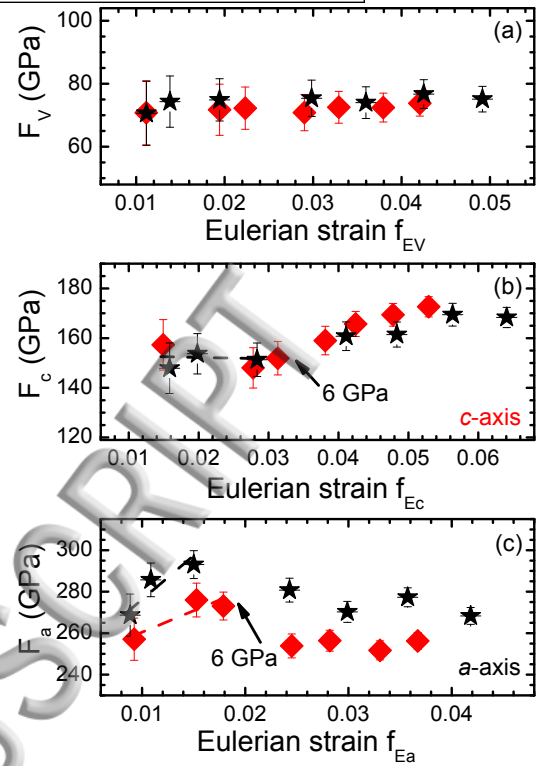 (a)
F_V (GPa)
80
60
0.01 0.02 0.03 0.04 0.05
Eulerian strain f_EV
(b)
F_c (GPa)
180
160
140
120
6 GPa
c-axis
0.01 0.02 0.03 0.04 0.05 0.06
Eulerian strain f_Ec
(c)
F_a (GPa)
300
280
260
240
6 GPa
a-axis
0.01 0.02 0.03 0.04
Eulerian strain f_Ea
SCRIPT